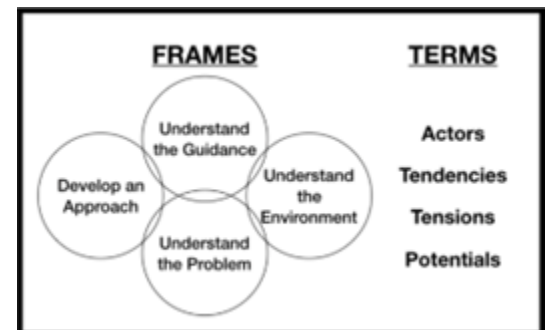 FRAMES
TERMS
Understand
the Guidance
Develop an
Approach
Understand
the
Environment
Understand
the Problem
Actors
Tendencies
Tensions
Potentials